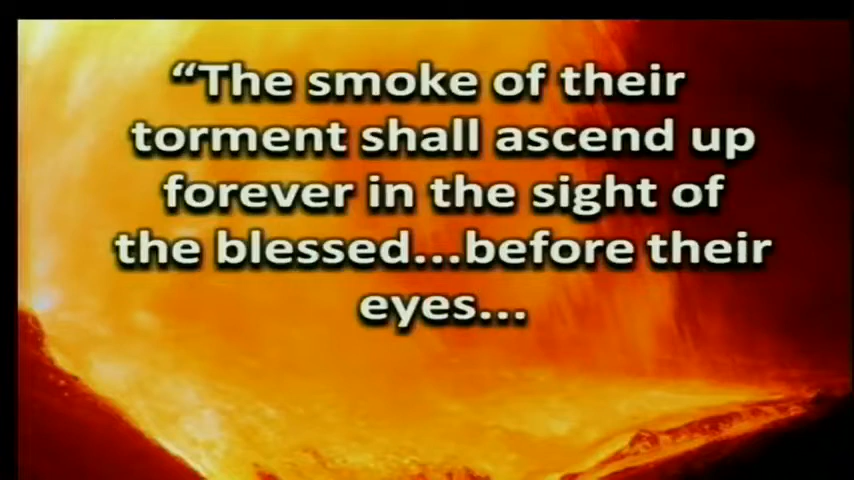 “The smoke of their
torment shall ascend up
forever in the sight of
the blessed...before their
eyes...